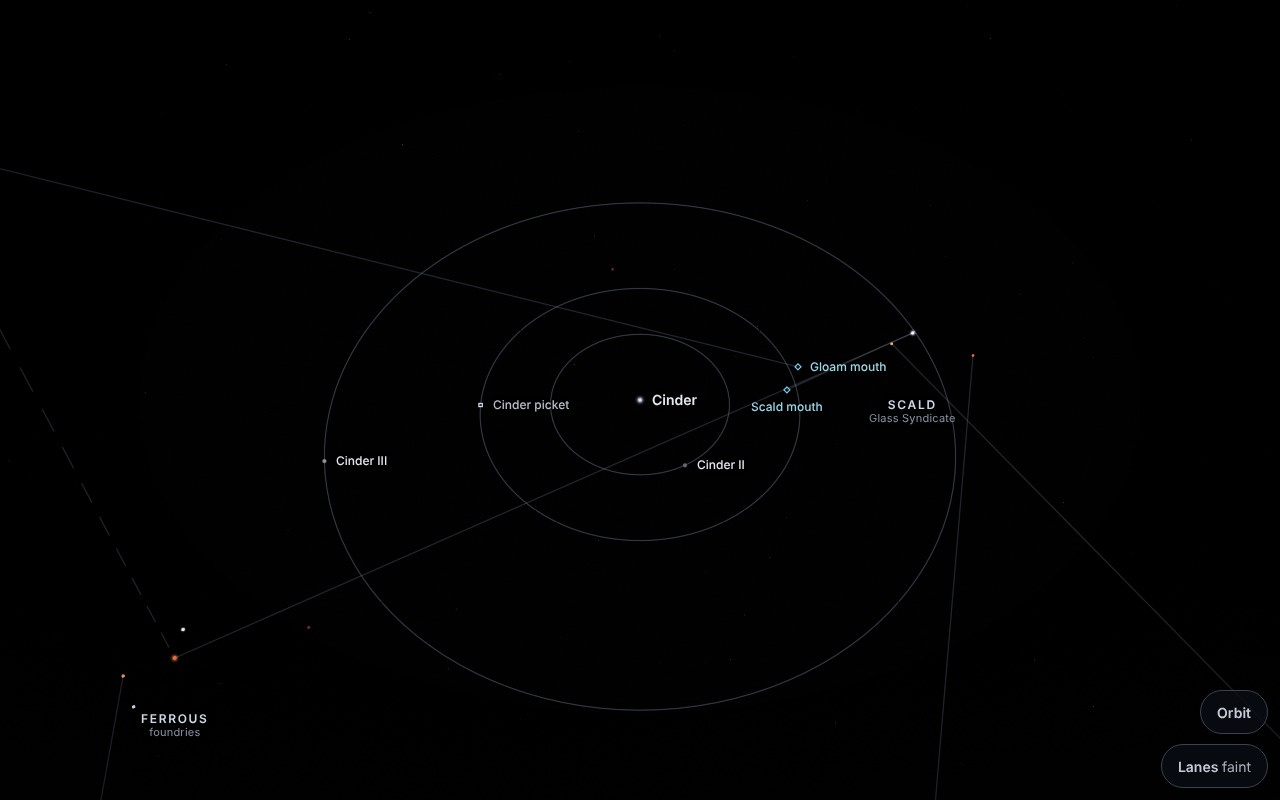 Gloam mouth
Cinder
Cinder picket
Scald mouth
SCALD
Glass Syndicate
Cinder III
Cinder II
FERROUS
foundries
Orbit
Lanes faint